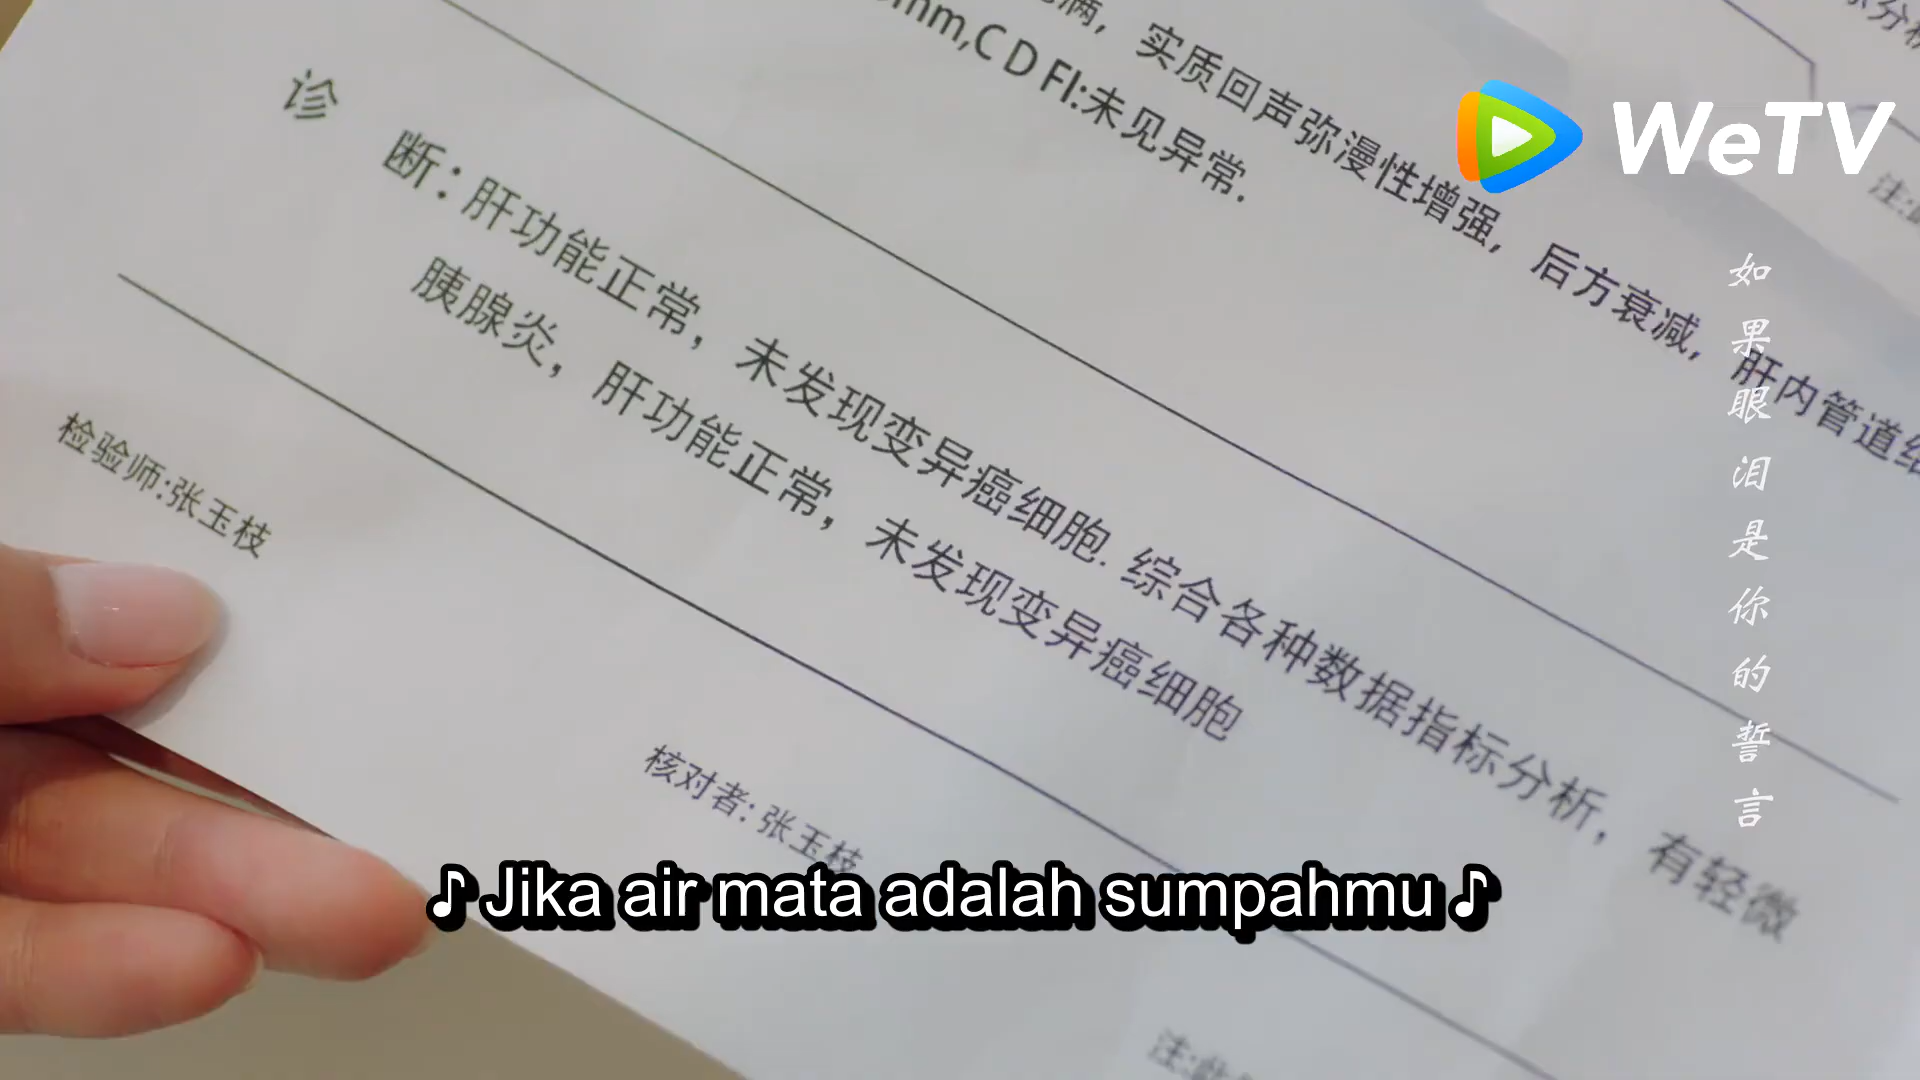 实质回声弥漫性增强，后方衰减，肝内管道
mm,CDFI:未见异常.
诊断：肝功能正常，未发现变异癌细胞.综合各种数据指标分析，有轻微
胰腺炎，肝功能正常，未发现变异癌细胞
检验师:张玉枝
核对者:张玉枝
WeTV
如果眼泪是你的誓言
♪ Jika air mata adalah sumpahmu ♪